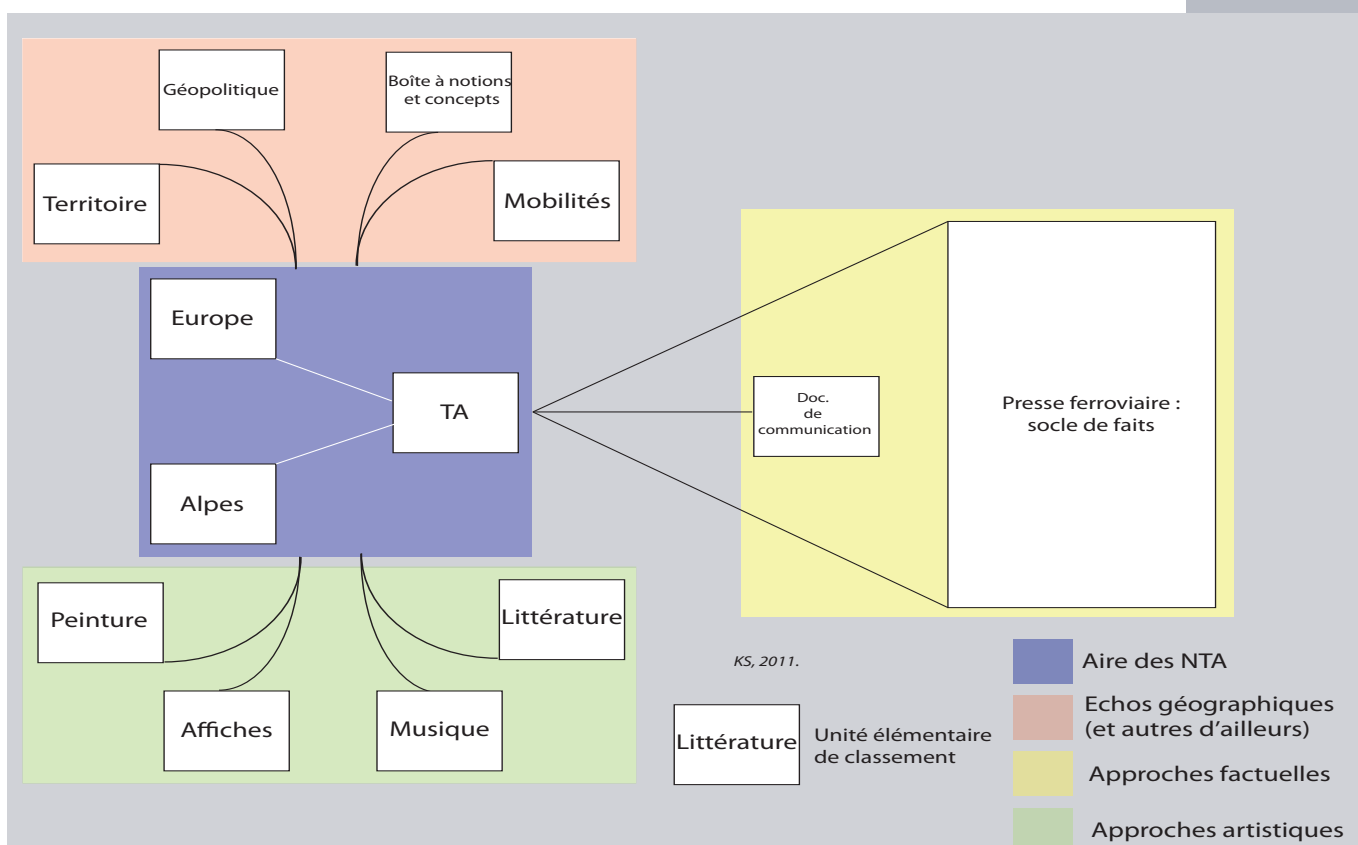 Géopolitique
Boîte à notions
et concepts
Territoire
Mobilités
Europe
TA
Alpes
Doc.
de
communication
Presse ferroviaire :
socle de faits
Peinture
Littérature
Affiches
Musique
KS, 2011.
Littérature
Unité élémentaire
de classement
Aire des NTA
Echos géographiques
(et autres d'ailleurs)
Approches factuelles
Approches artistiques